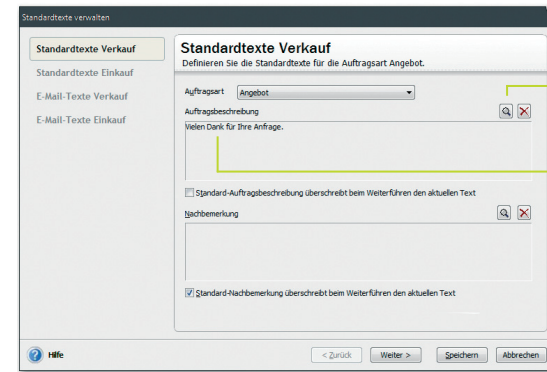 Standardtexte verwalten
Standardtexte Verkauf
Standardtexte Einkauf
E-Mail-Texte Verkauf
E-Mail-Texte Einkauf
Standardtexte Verkauf
Definieren Sie die Standardtexte für die Auftragsart Angebot.
Auftragsart Angebot
Auftragsbeschreibung
Vielen Dank für Ihre Anfrage.
Standard-Auftragsbeschreibung überschreibt beim Weiterführen den aktuellen Text
Nachbemerkung
Standard-Nachbemerkung überschreibt beim Weiterführen den aktuellen Text
Hilfe
< Zurück Weiter > Speichern Abbrechen